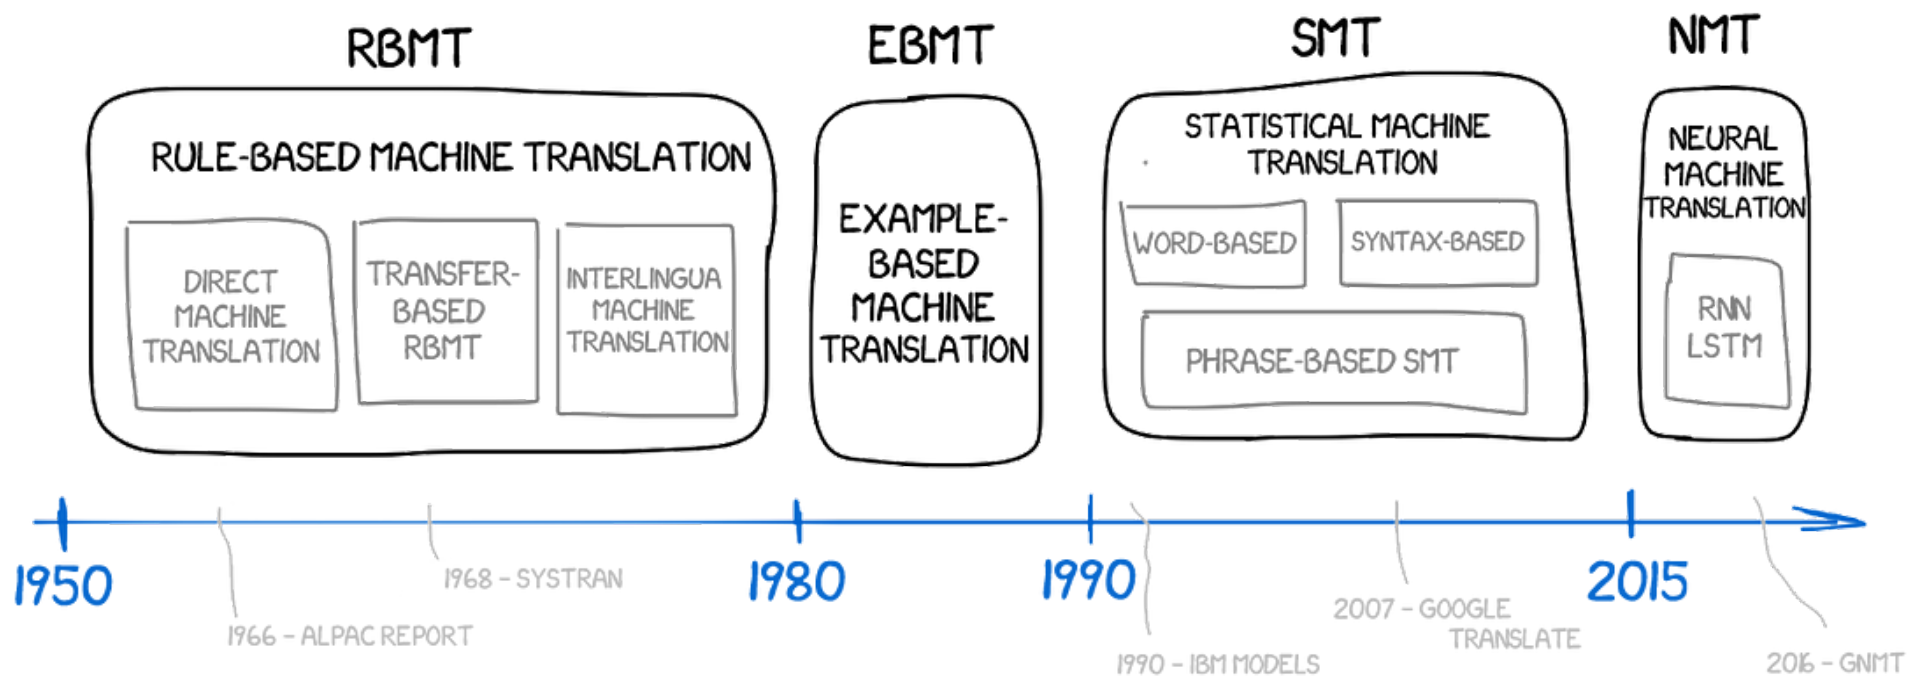 RBMT
RULE-BASED MACHINE TRANSLATION
DIRECT
MACHINE
TRANSLATION
TRANSFER-
BASED
RBMT
INTERLINGUA
MACHINE
TRANSLATION
EBMT
EXAMPLE-
BASED
MACHINE
TRANSLATION
SMT
STATISTICAL MACHINE
TRANSLATION
WORD-BASED
SYNTAX-BASED
PHRASE-BASED SMT
NMT
NEURAL
MACHINE
TRANSLATION
RNN
LSTM
1950
1980
1990
2015
1966 - ALPAC REPORT
1968 - SYSTRAN
1990 - IBM MODELS
2007 - GOOGLE
TRANSLATE
2016 - GNMT